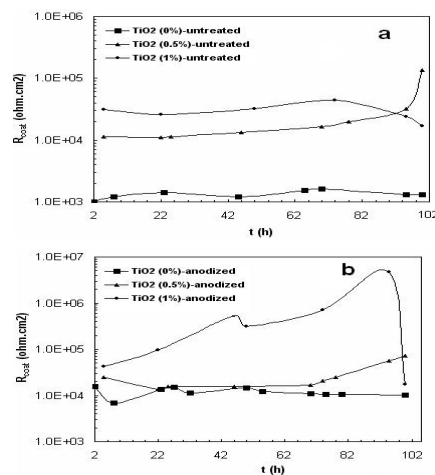 TiO2 (0%)-untreated
TiO2 (0.5%)-untreated
TiO2 (1%)-untreated
a
1.0E+06
1.0E+05
1.0E+04
1.0E+03
Rcoat (ohm.cm2)
2 22 42 62 82 102
t (h)
TiO2 (0%)-anodized
TiO2 (0.5%)-anodized
TiO2 (1%)-anodized
b
1.0E+07
1.0E+06
1.0E+05
1.0E+04
1.0E+03
Rcoat (ohm.cm2)
2 22 42 62 82 102
t (h)